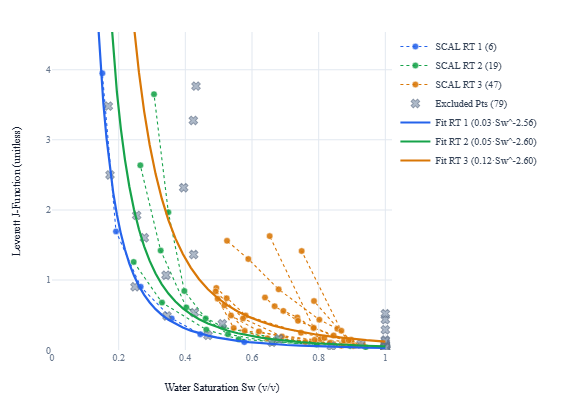 SCAL RT 1 (6)
SCAL RT 2 (19)
SCAL RT 3 (47)
Excluded Pts (79)
Fit RT 1 (0.03·Sw^-2.56)
Fit RT 2 (0.05·Sw^-2.60)
Fit RT 3 (0.12·Sw^-2.60)
Leverett J-Function (unitless)
4
3
2
1
0
0 0.2 0.4 0.6 0.8 1
Water Saturation Sw (v/v)